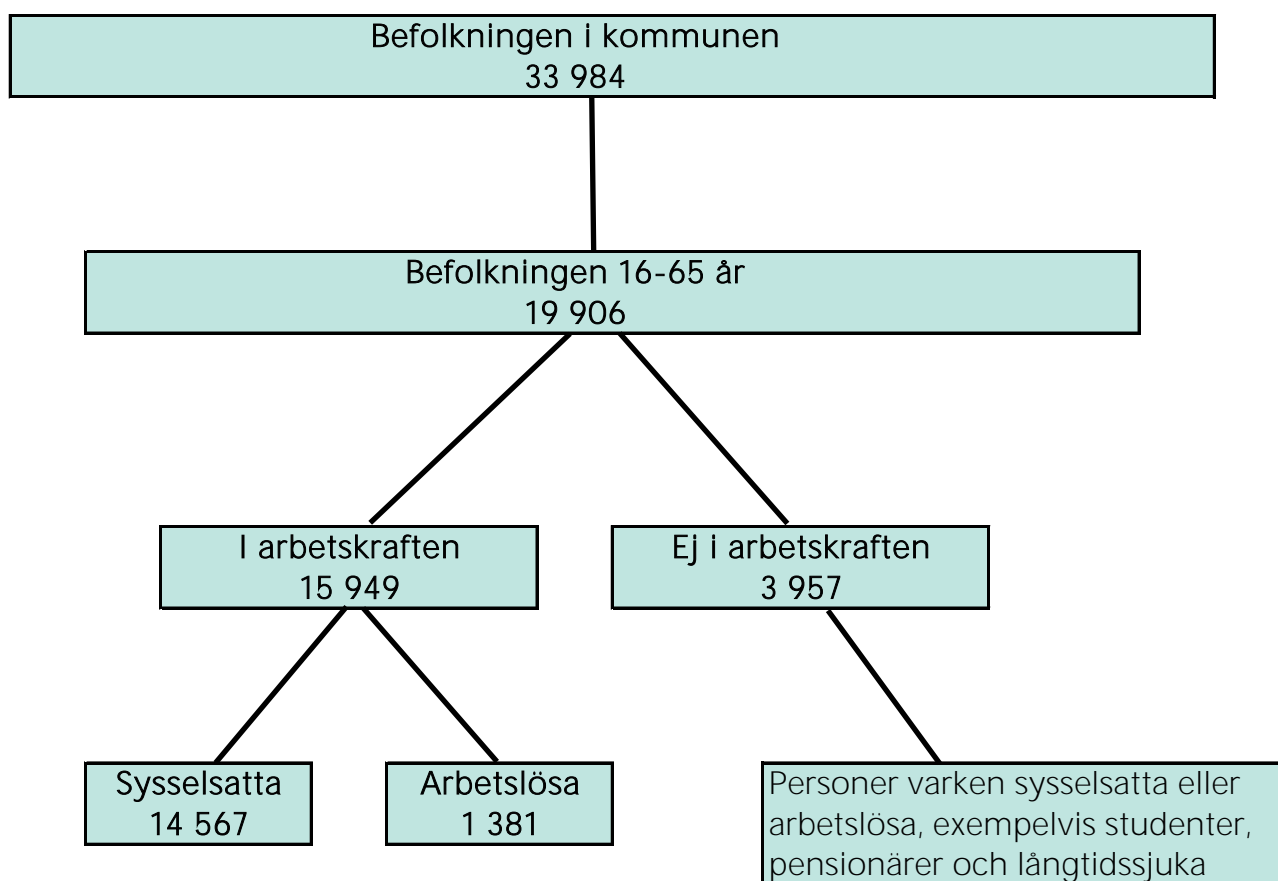 Befolkningen i kommunen
33 984
Befolkningen 16-65 år
19 906
I arbetskraften
15 949
Ej i arbetskraften
3 957
Sysselsatta
14 567
Arbetslösa
1 381
Personer varken sysselsatta eller
arbetslösa, exempelvis studenter,
pensionärer och långtidssjuka